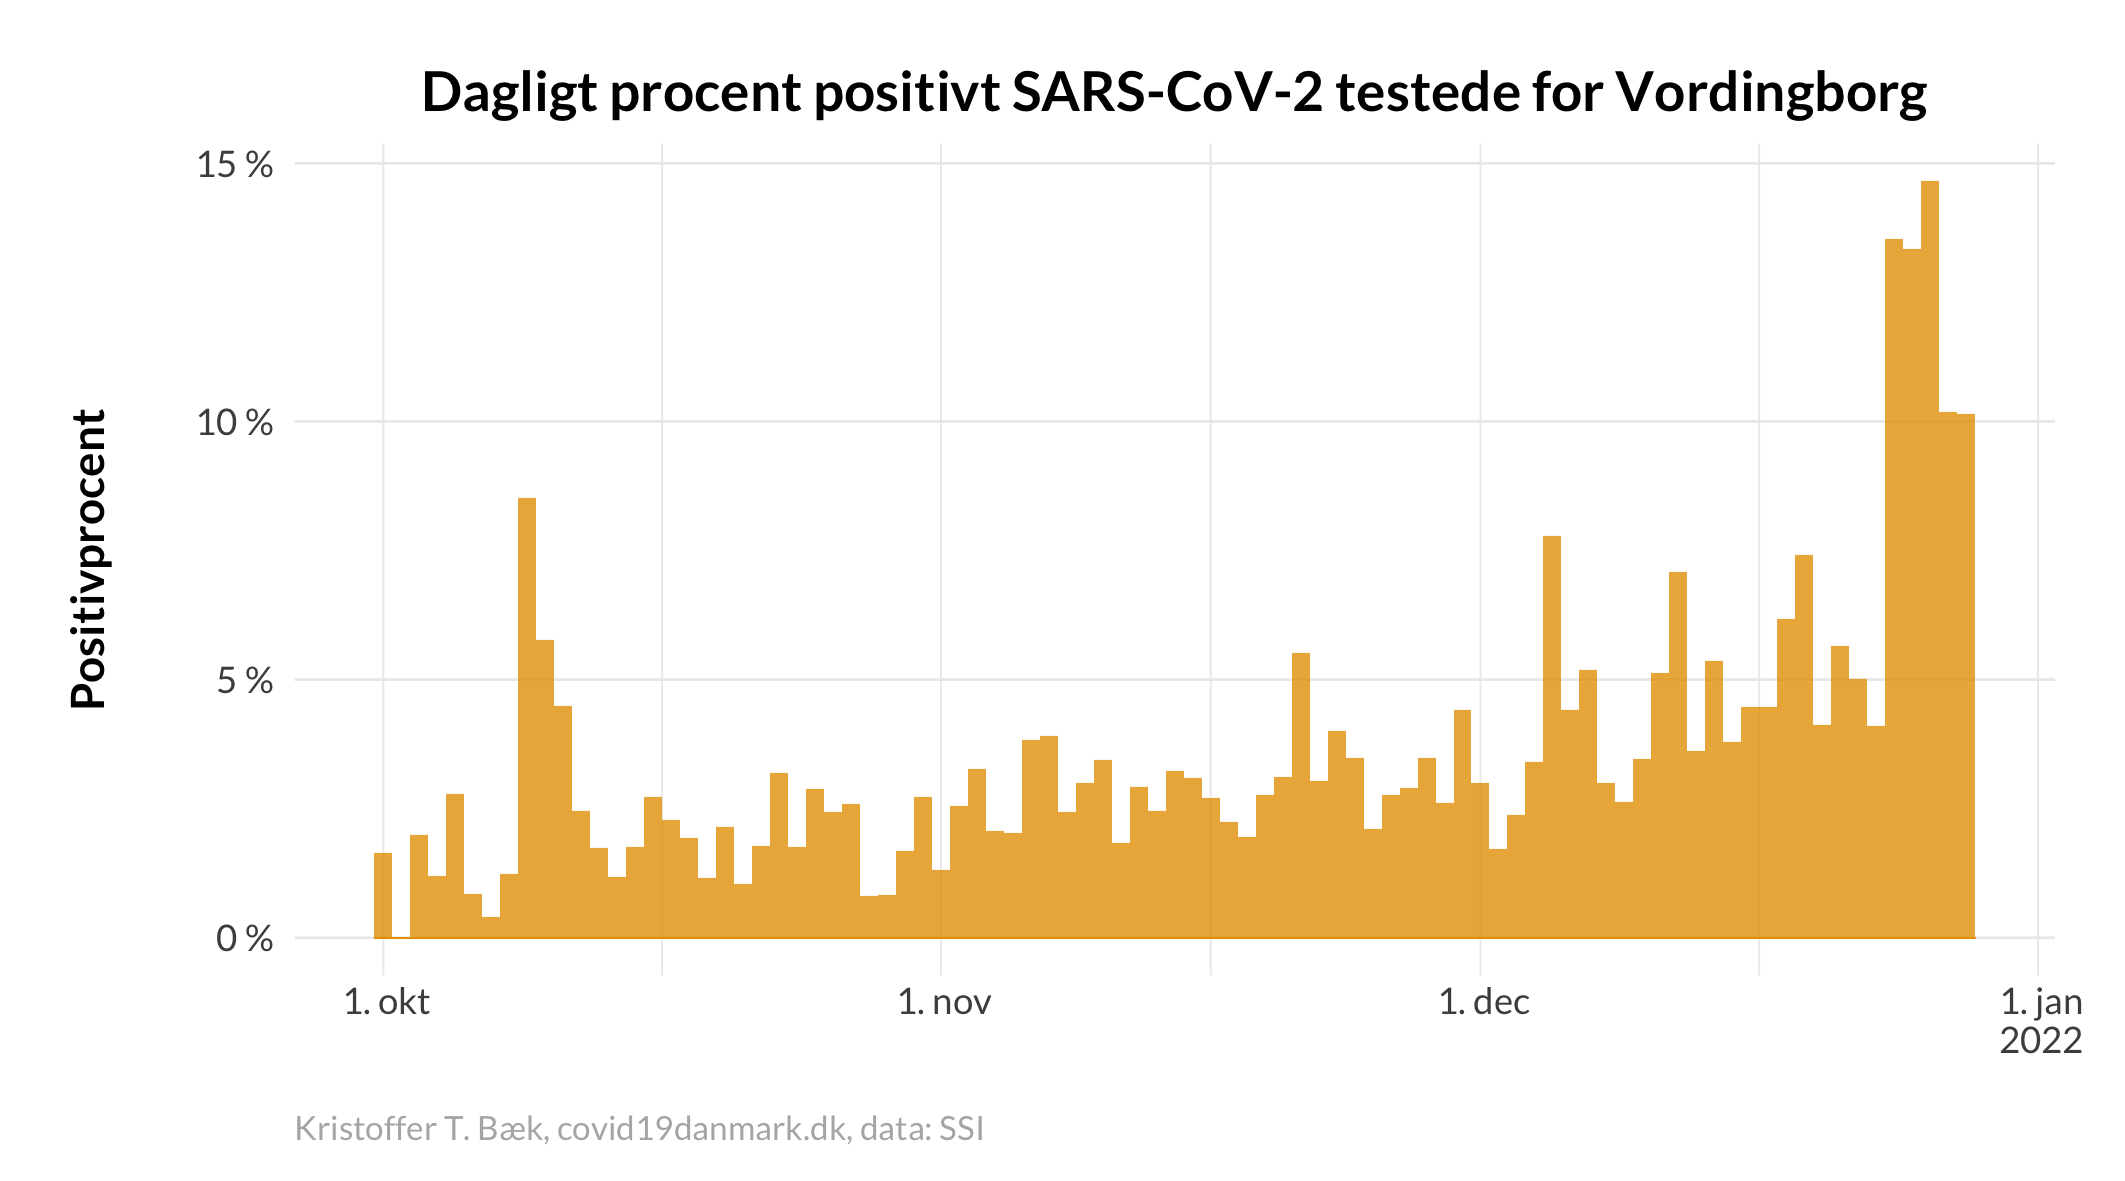 Dagligt procent positivt SARS-CoV-2 testede for Vordingborg
Positivprocent
15 %
10 %
5 %
0 %
1. okt
1. nov
1. dec
1. jan
2022
Kristoffer T. Bæk, covid19danmark.dk, data: SSI